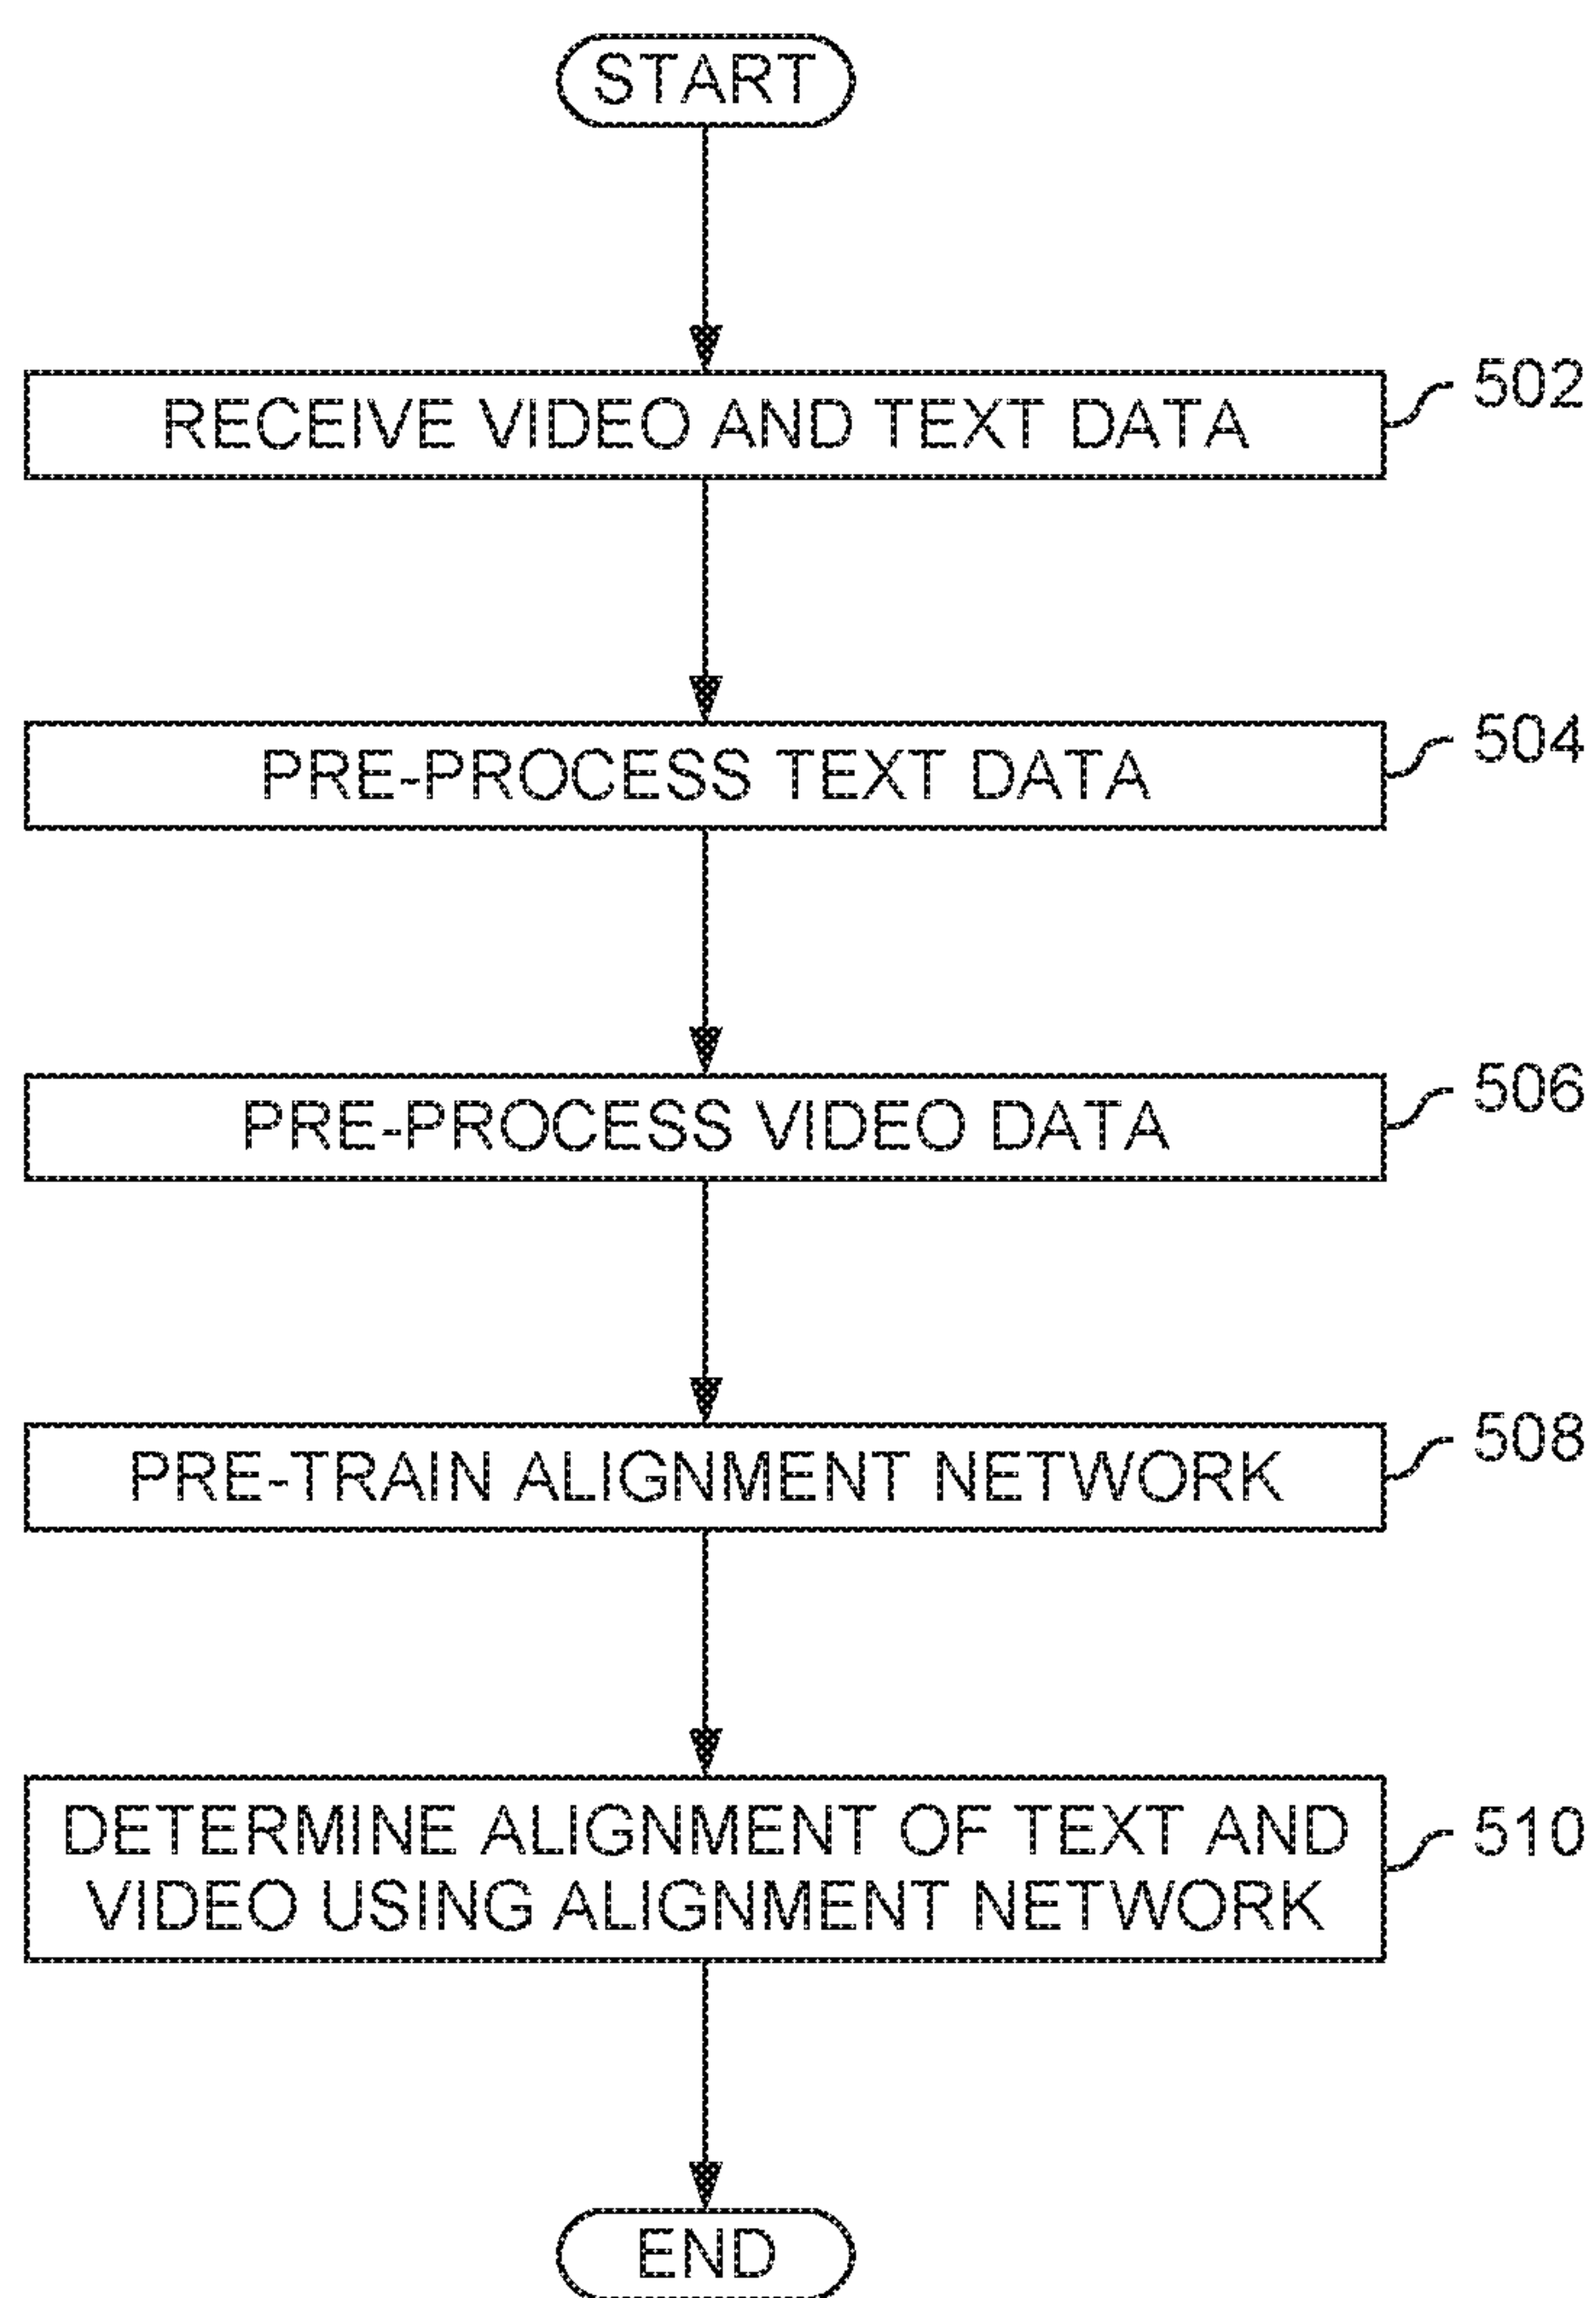 START
RECEIVE VIDEO AND TEXT DATA
502
PRE-PROCESS TEXT DATA
504
PRE-PROCESS VIDEO DATA
506
PRE-TRAIN ALIGNMENT NETWORK
508
DETERMINE ALIGNMENT OF TEXT AND
VIDEO USING ALIGNMENT NETWORK
510
END